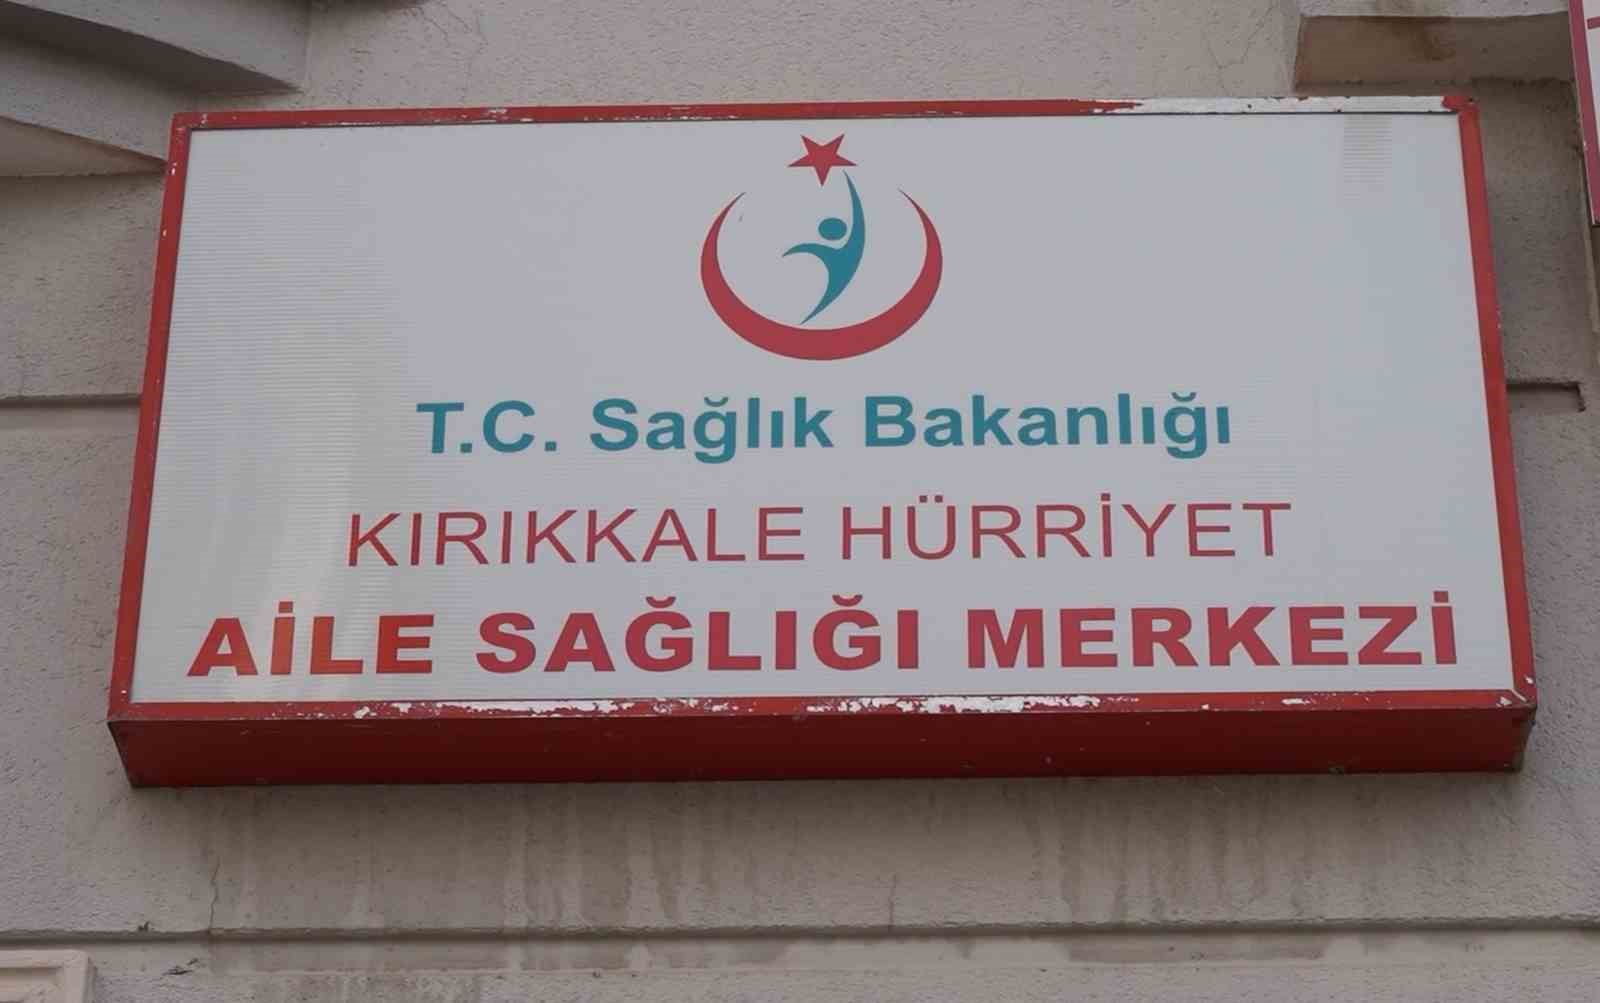 T.C. Sağlık Bakanlığı
KIRIKKALE HÜRRİYET
AİLE SAĞLIĞI MERKEZİ